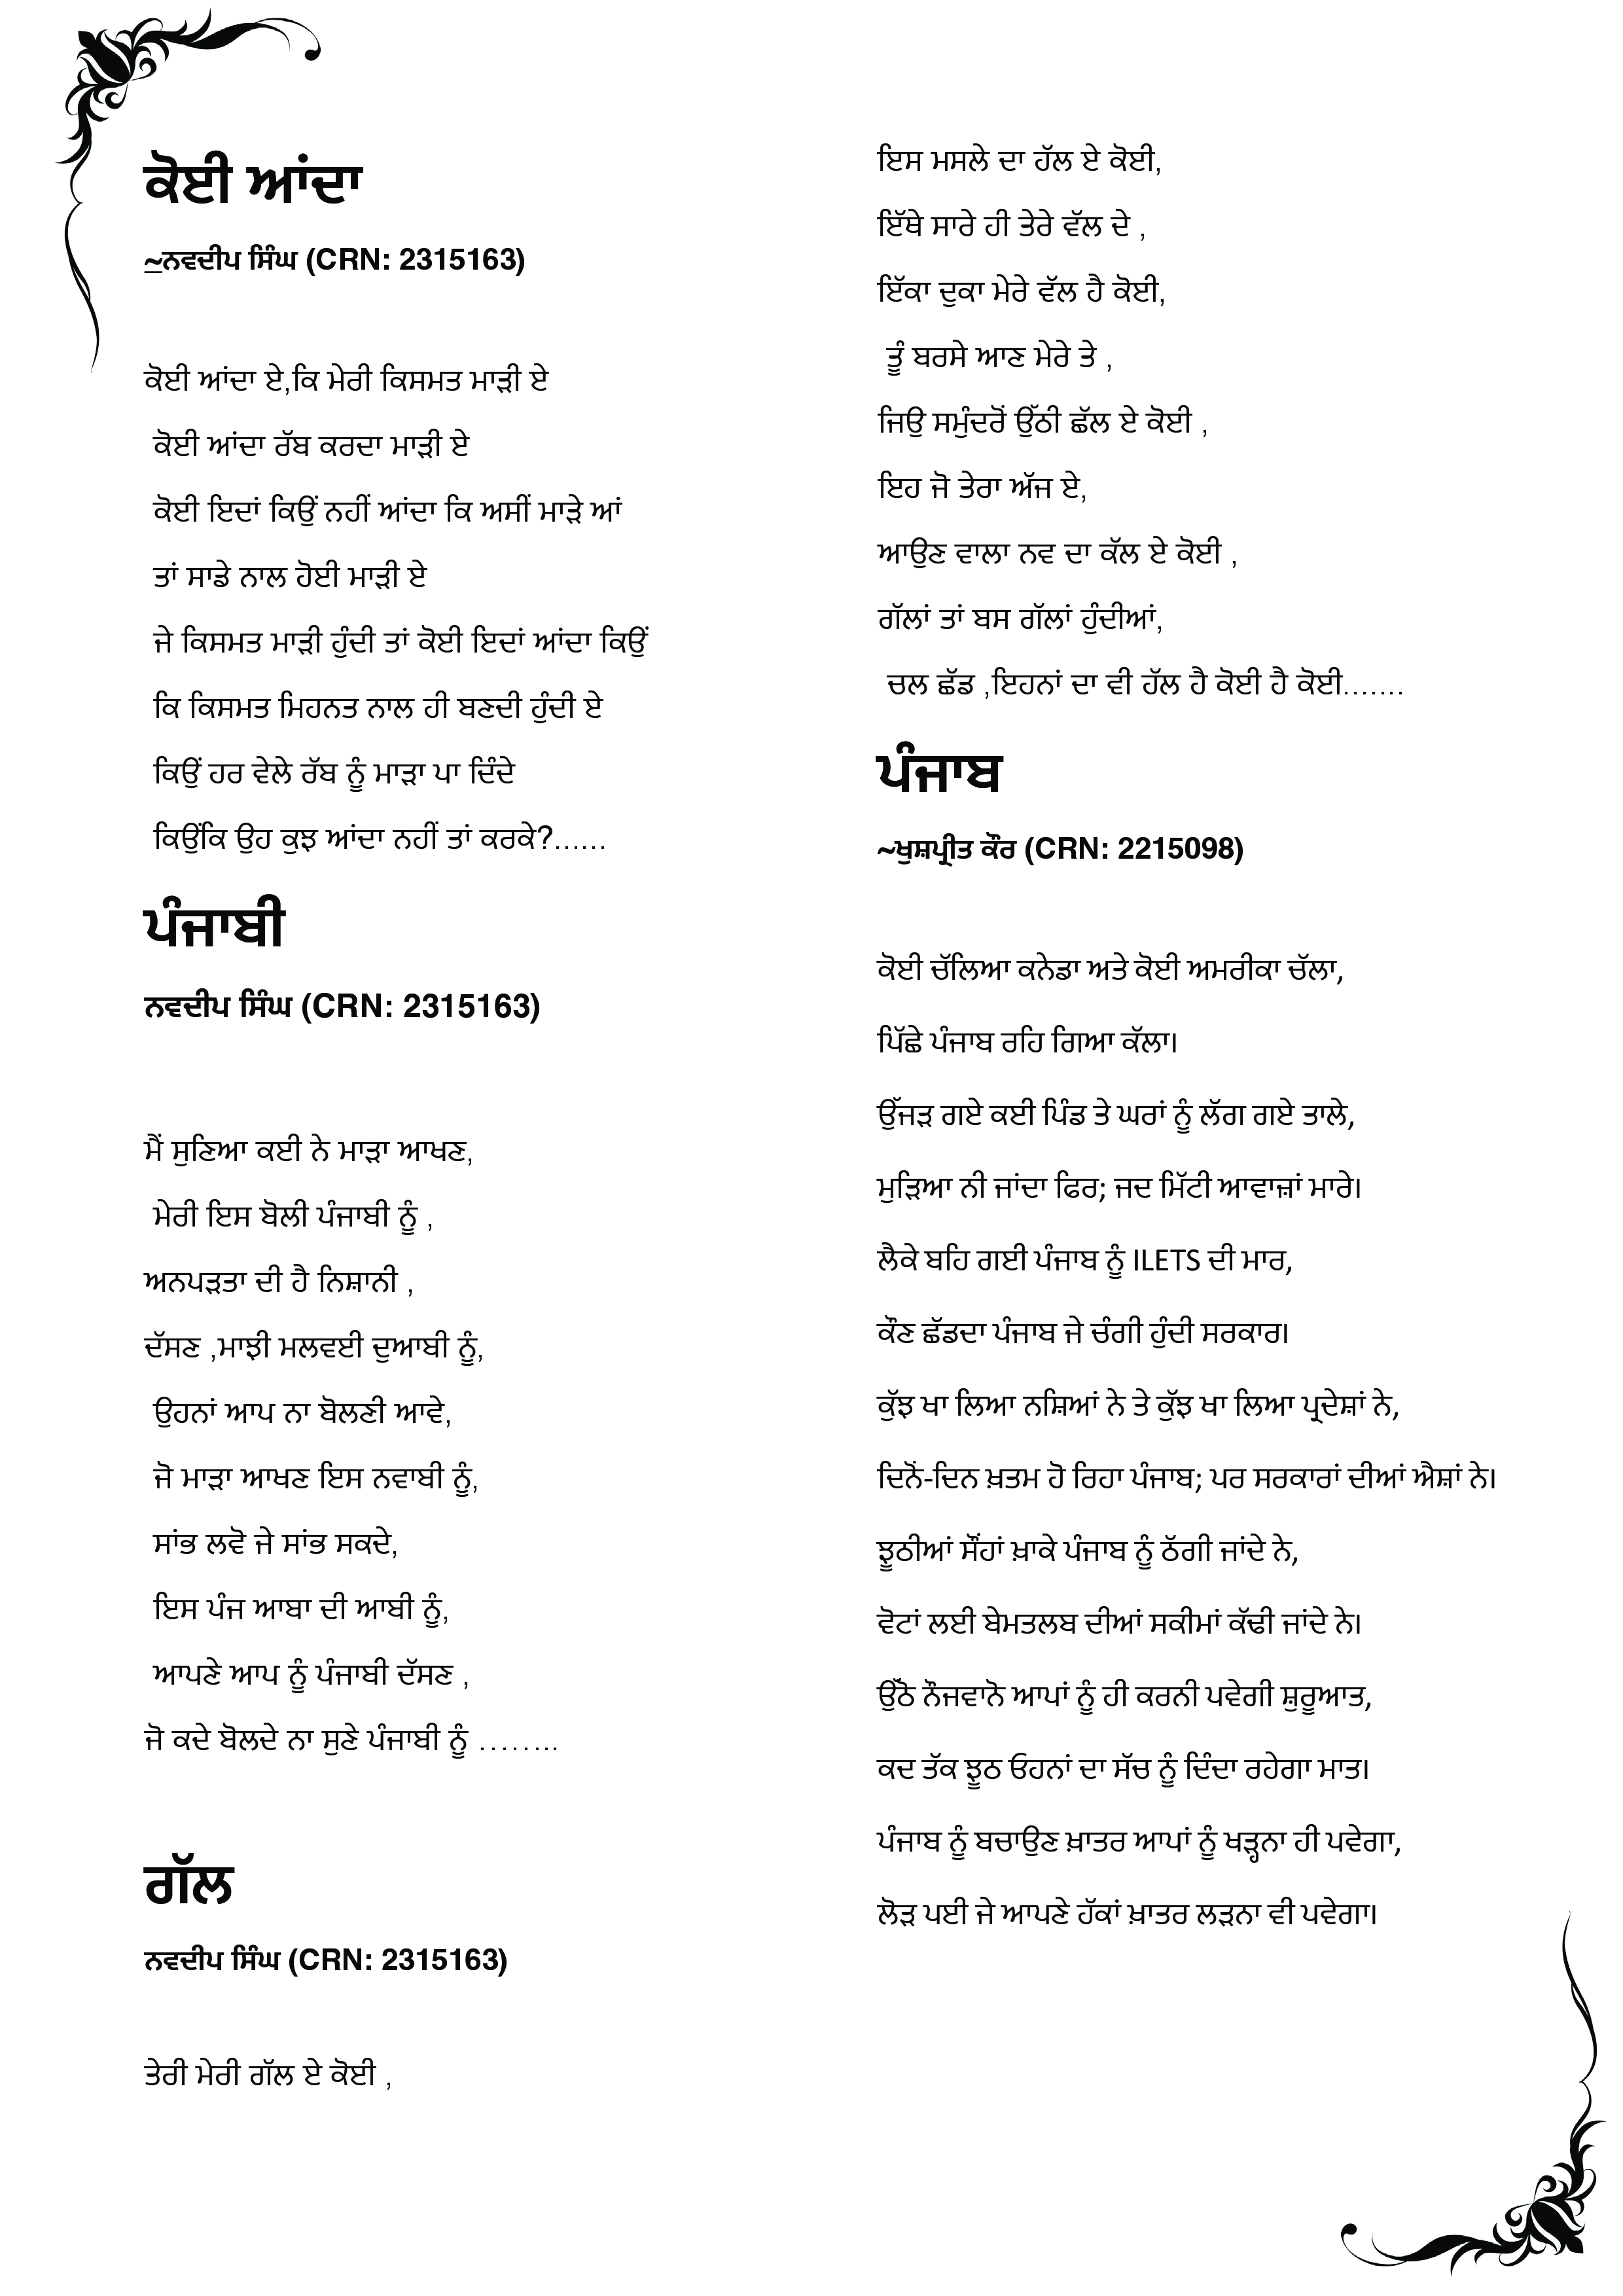 ਕੋਈ ਆਂਦਾ
~ਨਵਦੀਪ ਸਿੰਘ (CRN: 2315163)
ਕੋਈ ਆਂਦਾ ਏ,ਕਿ ਮੇਰੀ ਕਿਸਮਤ ਮਾੜੀ ਏ
ਕੋਈ ਆਂਦਾ ਰੱਬ ਕਰਦਾ ਮਾੜੀ ਏ
ਕੋਈ ਇਦਾਂ ਕਿਉਂ ਨਹੀਂ ਆਂਦਾ ਕਿ ਅਸੀਂ ਮਾੜੇ ਆਂ
ਤਾਂ ਸਾਡੇ ਨਾਲ ਹੋਈ ਮਾੜੀ ਏ
ਜੇ ਕਿਸਮਤ ਮਾੜੀ ਹੁੰਦੀ ਤਾਂ ਕੋਈ ਇਦਾਂ ਆਂਦਾ ਕਿਉਂ
ਕਿ ਕਿਸਮਤ ਮਿਹਨਤ ਨਾਲ ਹੀ ਬਣਦੀ ਹੁੰਦੀ ਏ
ਕਿਉਂ ਹਰ ਵੇਲੇ ਰੱਬ ਨੂੰ ਮਾੜਾ ਪਾ ਦਿੰਦੇ
ਕਿਉਂਕਿ ਉਹ ਕੁਝ ਆਂਦਾ ਨਹੀਂ ਤਾਂ ਕਰਕੇ?......
ਪੰਜਾਬੀ
ਨਵਦੀਪ ਸਿੰਘ (CRN: 2315163)
ਮੈਂ ਸੁਣਿਆ ਕਈ ਨੇ ਮਾੜਾ ਆਖਣ,
ਮੇਰੀ ਇਸ ਬੋਲੀ ਪੰਜਾਬੀ ਨੂੰ ,
ਅਨਪੜਤਾ ਦੀ ਹੈ ਨਿਸ਼ਾਨੀ ,
ਦੱਸਣ ,ਮਾਝੀ ਮਲਵਈ ਦੁਆਬੀ ਨੂੰ,
ਉਹਨਾਂ ਆਪ ਨਾ ਬੋਲਣੀ ਆਵੇ,
ਜੋ ਮਾੜਾ ਆਖਣ ਇਸ ਨਵਾਬੀ ਨੂੰ,
ਸਾਂਭ ਲਵੋ ਜੇ ਸਾਂਭ ਸਕਦੇ,
ਇਸ ਪੰਜ ਆਬਾ ਦੀ ਆਬੀ ਨੂੰ,
ਆਪਣੇ ਆਪ ਨੂੰ ਪੰਜਾਬੀ ਦੱਸਣ ,
ਜੋ ਕਦੇ ਬੋਲਦੇ ਨਾ ਸੁਣੇ ਪੰਜਾਬੀ ਨੂੰ ........
ਗੱਲ
ਨਵਦੀਪ ਸਿੰਘ (CRN: 2315163)
ਤੇਰੀ ਮੇਰੀ ਗੱਲ ਏ ਕੋਈ ,
ਇਸ ਮਸਲੇ ਦਾ ਹੱਲ ਏ ਕੋਈ,
ਇੱਥੇ ਸਾਰੇ ਹੀ ਤੇਰੇ ਵੱਲ ਦੇ ,
ਇੱਕਾ ਦੁਕਾ ਮੇਰੇ ਵੱਲ ਹੈ ਕੋਈ,
ਤੂੰ ਬਰਸੇ ਆਣ ਮੇਰੇ ਤੇ ,
ਜਿਉ ਸਮੁੰਦਰੋਂ ਉੱਠੀ ਛੱਲ ਏ ਕੋਈ ,
ਇਹ ਜੋ ਤੇਰਾ ਅੱਜ ਏ,
ਆਉਣ ਵਾਲਾ ਨਵ ਦਾ ਕੱਲ ਏ ਕੋਈ ,
ਗੱਲਾਂ ਤਾਂ ਬਸ ਗੱਲਾਂ ਹੁੰਦੀਆਂ,
ਚਲ ਛੱਡ ,ਇਹਨਾਂ ਦਾ ਵੀ ਹੱਲ ਹੈ ਕੋਈ ਹੈ ਕੋਈ.......
ਪੰਜਾਬ
~ਖੁਸ਼ਪ੍ਰੀਤ ਕੌਰ (CRN: 2215098)
ਕੋਈ ਚੱਲਿਆ ਕਨੇਡਾ ਅਤੇ ਕੋਈ ਅਮਰੀਕਾ ਚੱਲਾ,
ਪਿੱਛੇ ਪੰਜਾਬ ਰਹਿ ਗਿਆ ਕੱਲਾ।
ਉੱਜੜ ਗਏ ਕਈ ਪਿੰਡ ਤੇ ਘਰਾਂ ਨੂੰ ਲੱਗ ਗਏ ਤਾਲੇ,
ਮੁੜਿਆ ਨੀ ਜਾਂਦਾ ਫਿਰ; ਜਦ ਮਿੱਟੀ ਆਵਾਜ਼ਾਂ ਮਾਰੇ।
ਲੈਕੇ ਬਹਿ ਗਈ ਪੰਜਾਬ ਨੂੰ ILETS ਦੀ ਮਾਰ,
ਕੌਣ ਛੱਡਦਾ ਪੰਜਾਬ ਜੇ ਚੰਗੀ ਹੁੰਦੀ ਸਰਕਾਰ।
ਕੁੱਝ ਖਾ ਲਿਆ ਨਸ਼ਿਆਂ ਨੇ ਤੇ ਕੁੱਝ ਖਾ ਲਿਆ ਪ੍ਰਦੇਸ਼ਾਂ ਨੇ,
ਦਿਨੋਂ-ਦਿਨ ਖ਼ਤਮ ਹੋ ਰਿਹਾ ਪੰਜਾਬ; ਪਰ ਸਰਕਾਰਾਂ ਦੀਆਂ ਐਸ਼ਾਂ ਨੇ।
ਝੂਠੀਆਂ ਸੌਂਹਾਂ ਖ਼ਾਕੇ ਪੰਜਾਬ ਨੂੰ ਠੱਗੀ ਜਾਂਦੇ ਨੇ,
ਵੋਟਾਂ ਲਈ ਬੇਮਤਲਬ ਦੀਆਂ ਸਕੀਮਾਂ ਕੱਢੀ ਜਾਂਦੇ ਨੇ।
ਉੱਠੋ ਨੌਜਵਾਨੋ ਆਪਾਂ ਨੂੰ ਹੀ ਕਰਨੀ ਪਵੇਗੀ ਸ਼ੁਰੂਆਤ,
ਕਦ ਤੱਕ ਝੂਠ ਓਹਨਾਂ ਦਾ ਸੱਚ ਨੂੰ ਦਿੰਦਾ ਰਹੇਗਾ ਮਾਤ।
ਪੰਜਾਬ ਨੂੰ ਬਚਾਉਣ ਖ਼ਾਤਰ ਆਪਾਂ ਨੂੰ ਖੜ੍ਹਨਾ ਹੀ ਪਵੇਗਾ,
ਲੋੜ ਪਈ ਜੇ ਆਪਣੇ ਹੱਕਾਂ ਖ਼ਾਤਰ ਲੜਨਾ ਵੀ ਪਵੇਗਾ।